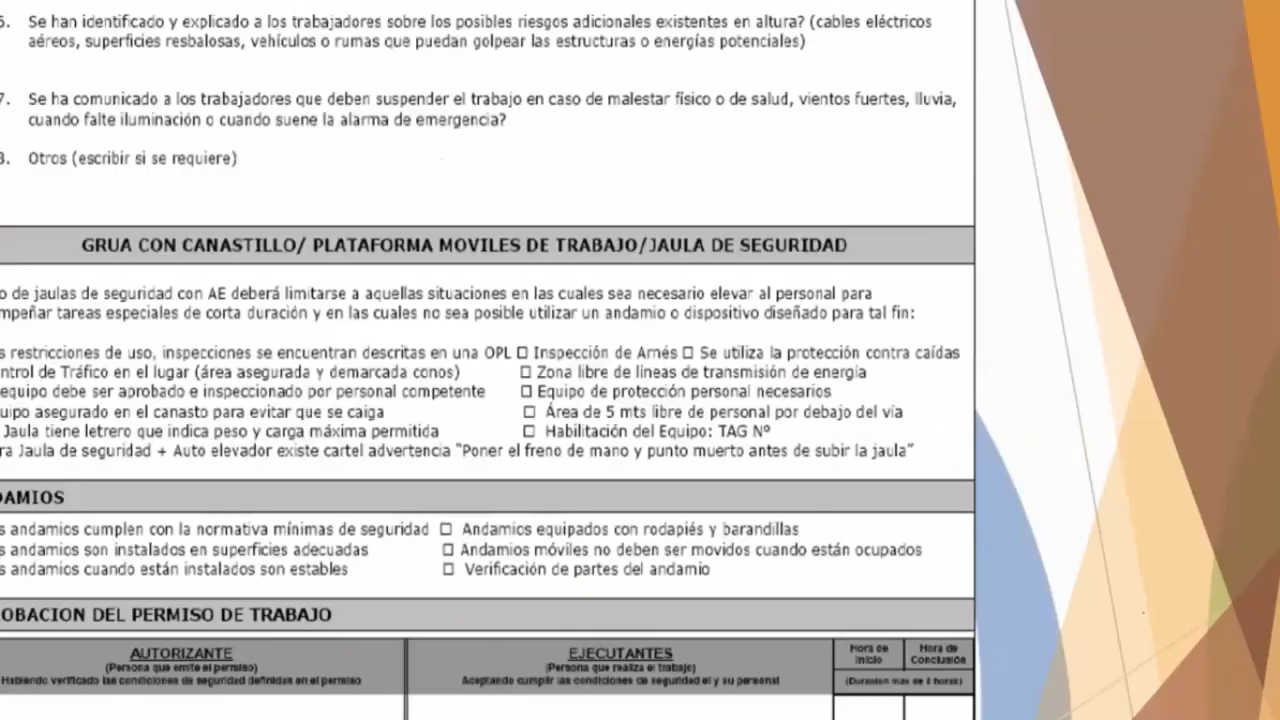 6. Se han identificado y explicado a los trabajadores sobre los posibles riesgos adicionales existentes en altura? (cables eléctricos
aéreos, superficies resbalosas, vehículos o rumas que puedan golpear las estructuras o energías potenciales)
7. Se ha comunicado a los trabajadores que deben suspender el trabajo en caso de malestar físico o de salud, vientos fuertes, lluvia,
cuando falte iluminación o cuando suene la alarma de emergencia?
8. Otros (escribir si se requiere)
GRUA CON CANASTILLO/ PLATAFORMA MOVILES DE TRABAJO/JAULA DE SEGURIDAD
o de jaulas de seguridad con AE deberá limitarse a aquellas situaciones en las cuales sea necesario elevar al personal para
mpeñar tareas especiales de corta duración y en las cuales no sea posible utilizar un andamio o dispositivo diseñado para tal fin:
s restricciones de uso, inspecciones se encuentran descritas en una OPL ☐ Inspección de Arnés ☐ Se utiliza la protección contra caídas
ntrol de Tráfico en el lugar (área asegurada y demarcada conos) ☐ Zona libre de líneas de transmisión de energía
equipo debe ser aprobado e inspeccionado por personal competente ☐ Equipo de protección personal necesarios
uipo asegurado en el canasto para evitar que se caiga ☐ Área de 5 mts libre de personal por debajo del vía
Jaula tiene letrero que indica peso y carga máxima permitida ☐ Habilitación del Equipo: TAG Nº
ra Jaula de seguridad + Auto elevador existe cartel advertencia "Poner el freno de mano y punto muerto antes de subir la jaula"
DAMIOS
s andamios cumplen con la normativa mínimas de seguridad ☐ Andamios equipados con rodapiés y barandillas
s andamios son instalados en superficies adecuadas ☐ Andamios móviles no deben ser movidos cuando están ocupados
s andamios cuando están instalados son estables ☐ Verificación de partes del andamio
OBACION DEL PERMISO DE TRABAJO
AUTORIZANTE
(Persona que emite el permiso)
Habiendo verificado las condiciones de seguridad definidas en el permiso
EJECUTANTES
(Persona que realiza el trabajo)
Aceptando cumplir las condiciones de seguridad el y su personal
Hora de Inicio
Hora de Conclusión
(Duración max de 8 horas)